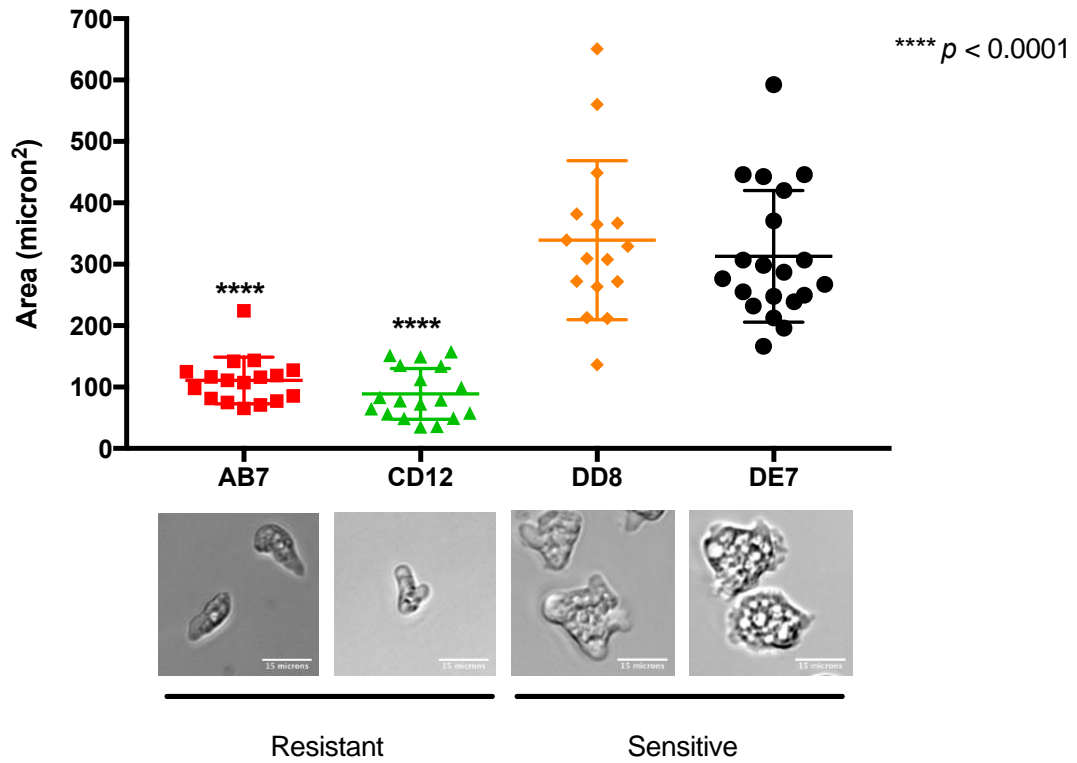 700
600
500
400
300
200
100
0
Area (micron²)
**** p < 0.0001
****
****
AB7 CD12 DD8 DE7
15 microns 15 microns 15 microns 15 microns
Resistant Sensitive